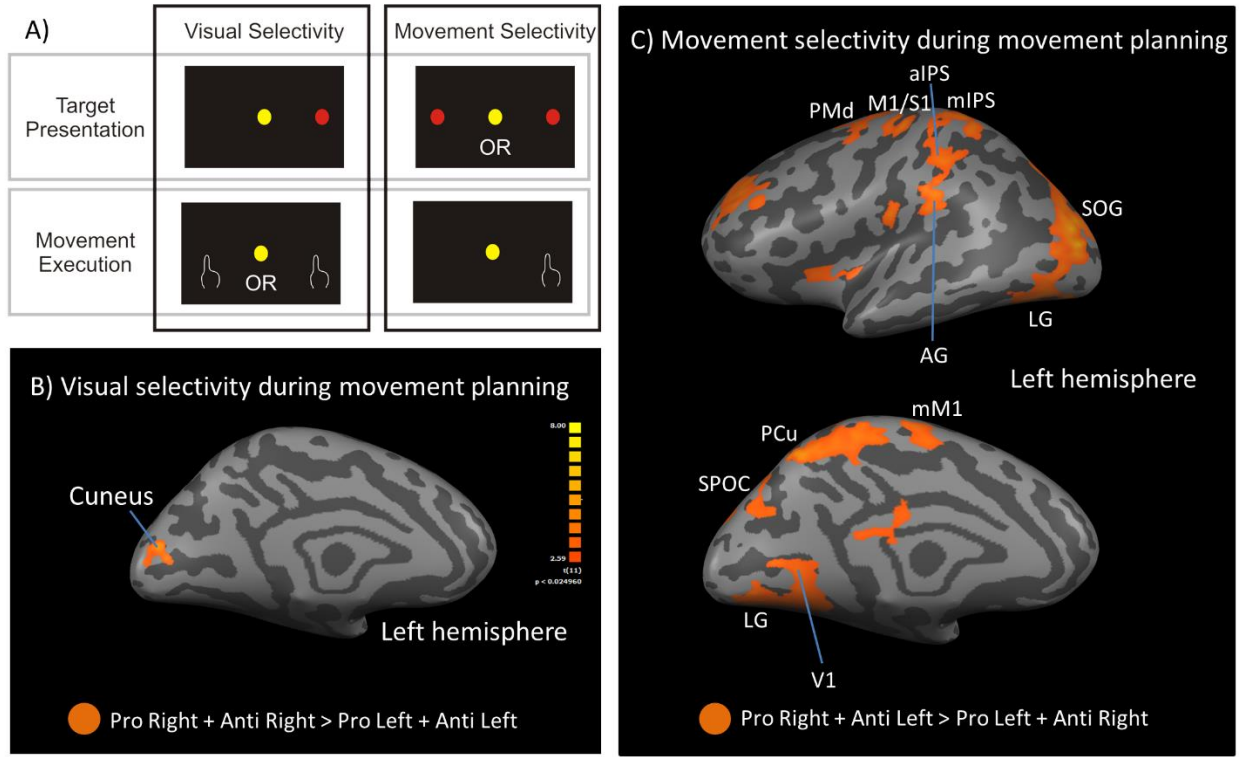 A)
Visual Selectivity
Movement Selectivity
Target
Presentation
OR
Movement
Execution
OR
B) Visual selectivity during movement planning
8.00
Cuneus
2.59
t(11)
p < 0.024960
Left hemisphere
Pro Right + Anti Right > Pro Left + Anti Left
C) Movement selectivity during movement planning
aIPS
PMd
M1/S1
mIPS
SOG
LG
AG
Left hemisphere
mM1
PCu
SPOC
LG
V1
Pro Right + Anti Left > Pro Left + Anti Right